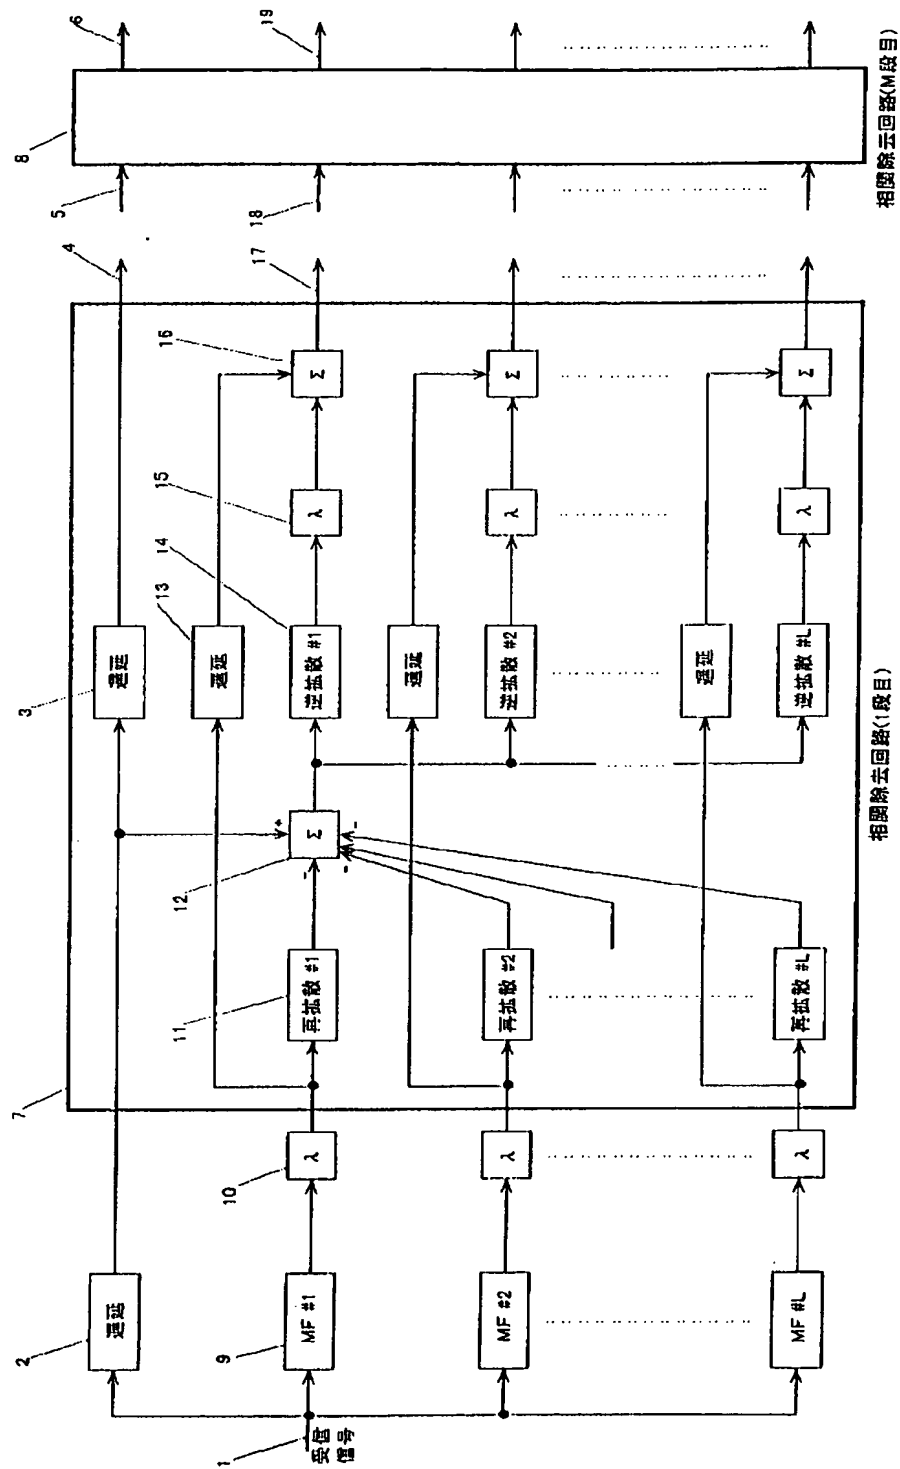 1
受信
信号
2
遅延
9
MF #1
MF #2
MF #L
10
λ
λ
λ
7
11
再拡散 #1
再拡散 #2
再拡散 #L
12
Σ
+
-
-
-
3
遅延
13
遅延
14
逆拡散 #1
遅延
逆拡散 #2
遅延
逆拡散 #L
15
λ
λ
λ
16
Σ
Σ
Σ
4
17
相関除去回路(1段目)
5
18
8
6
19
相関除去回路(M段目)